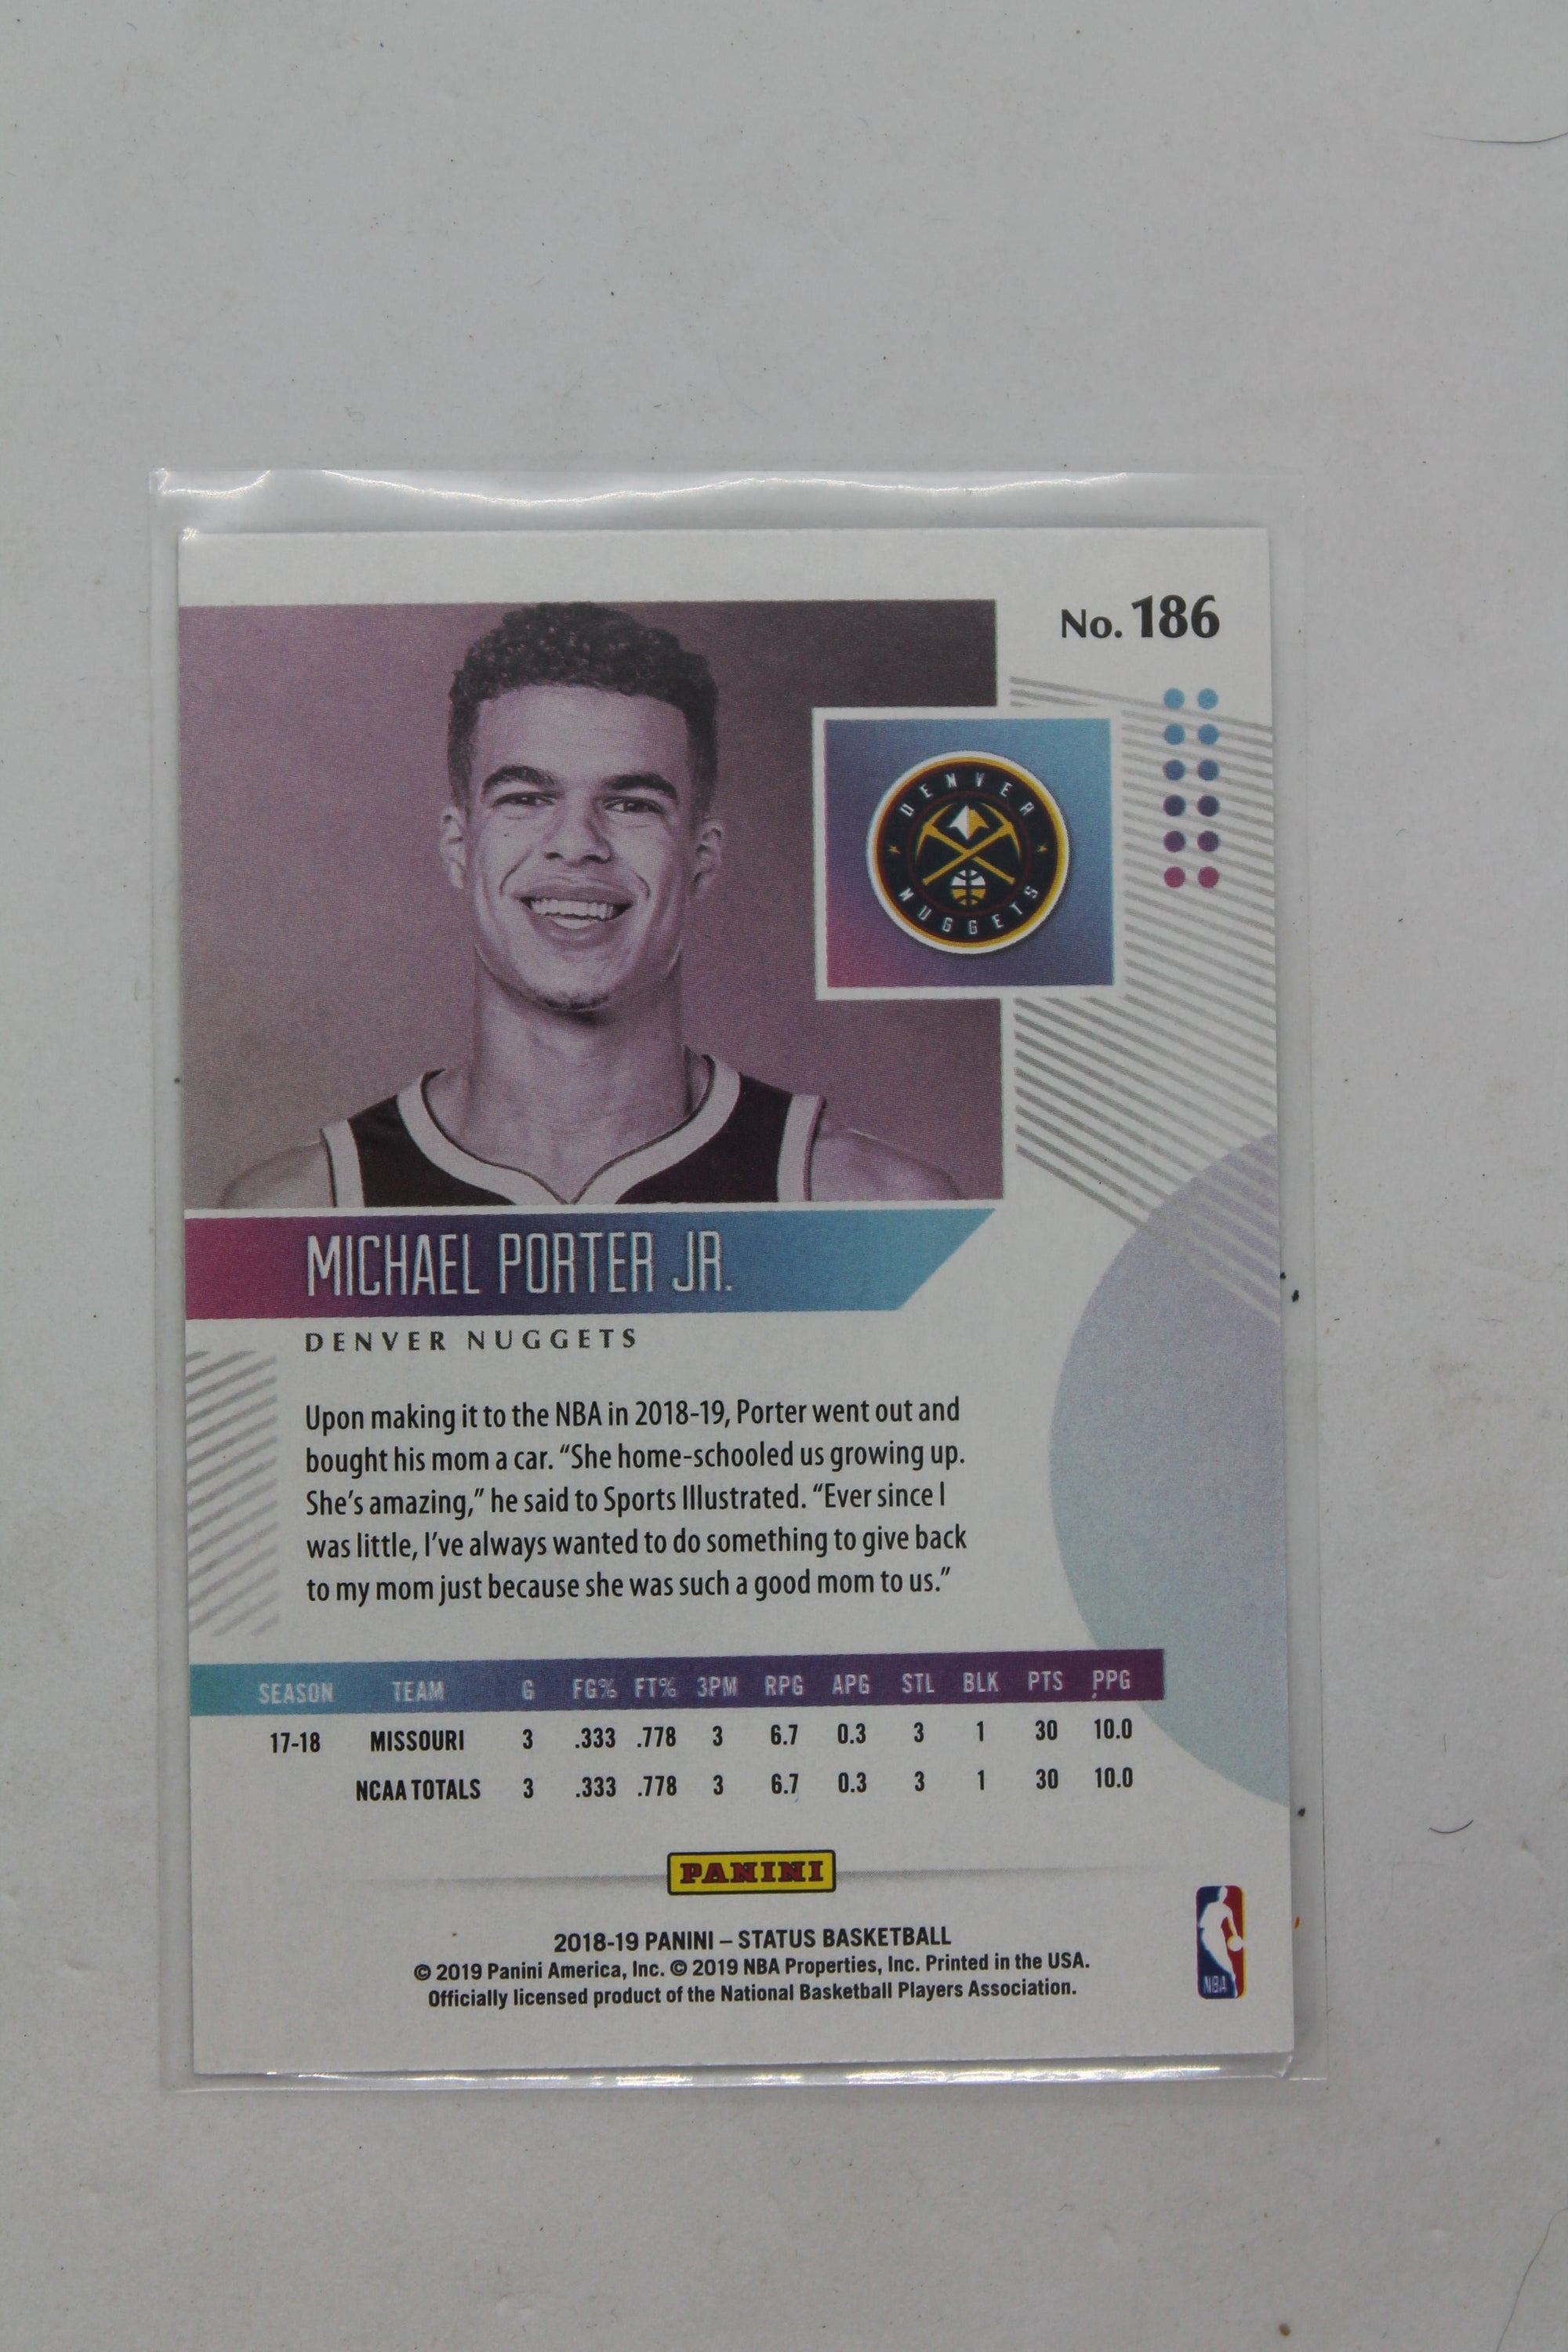 No. 186
DENVER
NUGGETS
MICHAEL PORTER JR.
DENVER NUGGETS
Upon making it to the NBA in 2018-19, Porter went out and
bought his mom a car. “She home-schooled us growing up.
She’s amazing,” he said to Sports Illustrated. “Ever since I
was little, I’ve always wanted to do something to give back
to my mom just because she was such a good mom to us.”
SEASON TEAM G FG% FT% 3PM RPG APG STL BLK PTS PPG
17-18 MISSOURI 3 .333 .778 3 6.7 0.3 3 1 30 10.0
NCAA TOTALS 3 .333 .778 3 6.7 0.3 3 1 30 10.0
PANINI
2018-19 PANINI – STATUS BASKETBALL
© 2019 Panini America, Inc. © 2019 NBA Properties, Inc. Printed in the USA.
Officially licensed product of the National Basketball Players Association.
NBA